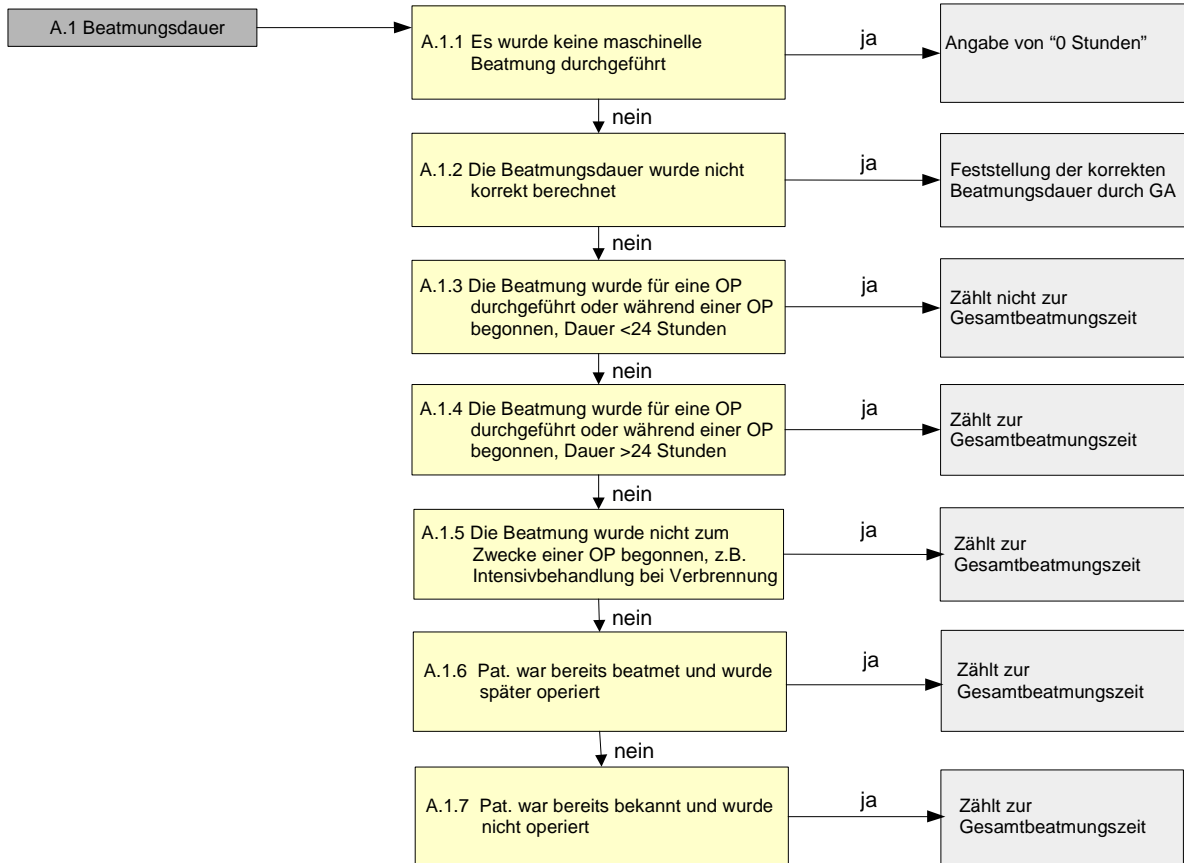 A.1 Beatmungsdauer
A.1.1 Es wurde keine maschinelle
Beatmung durchgeführt
ja
Angabe von “0 Stunden”
nein
A.1.2 Die Beatmungsdauer wurde nicht
korrekt berechnet
ja
Feststellung der korrekten
Beatmungsdauer durch GA
nein
A.1.3 Die Beatmung wurde für eine OP
durchgeführt oder während einer OP
begonnen, Dauer <24 Stunden
ja
Zählt nicht zur
Gesamtbeatmungszeit
nein
A.1.4 Die Beatmung wurde für eine OP
durchgeführt oder während einer OP
begonnen, Dauer >24 Stunden
ja
Zählt zur
Gesamtbeatmungszeit
nein
A.1.5 Die Beatmung wurde nicht zum
Zwecke einer OP begonnen, z.B.
Intensivbehandlung bei Verbrennung
ja
Zählt zur
Gesamtbeatmungszeit
nein
A.1.6 Pat. war bereits beatmet und wurde
später operiert
ja
Zählt zur
Gesamtbeatmungszeit
nein
A.1.7 Pat. war bereits bekannt und wurde
nicht operiert
ja
Zählt zur
Gesamtbeatmungszeit